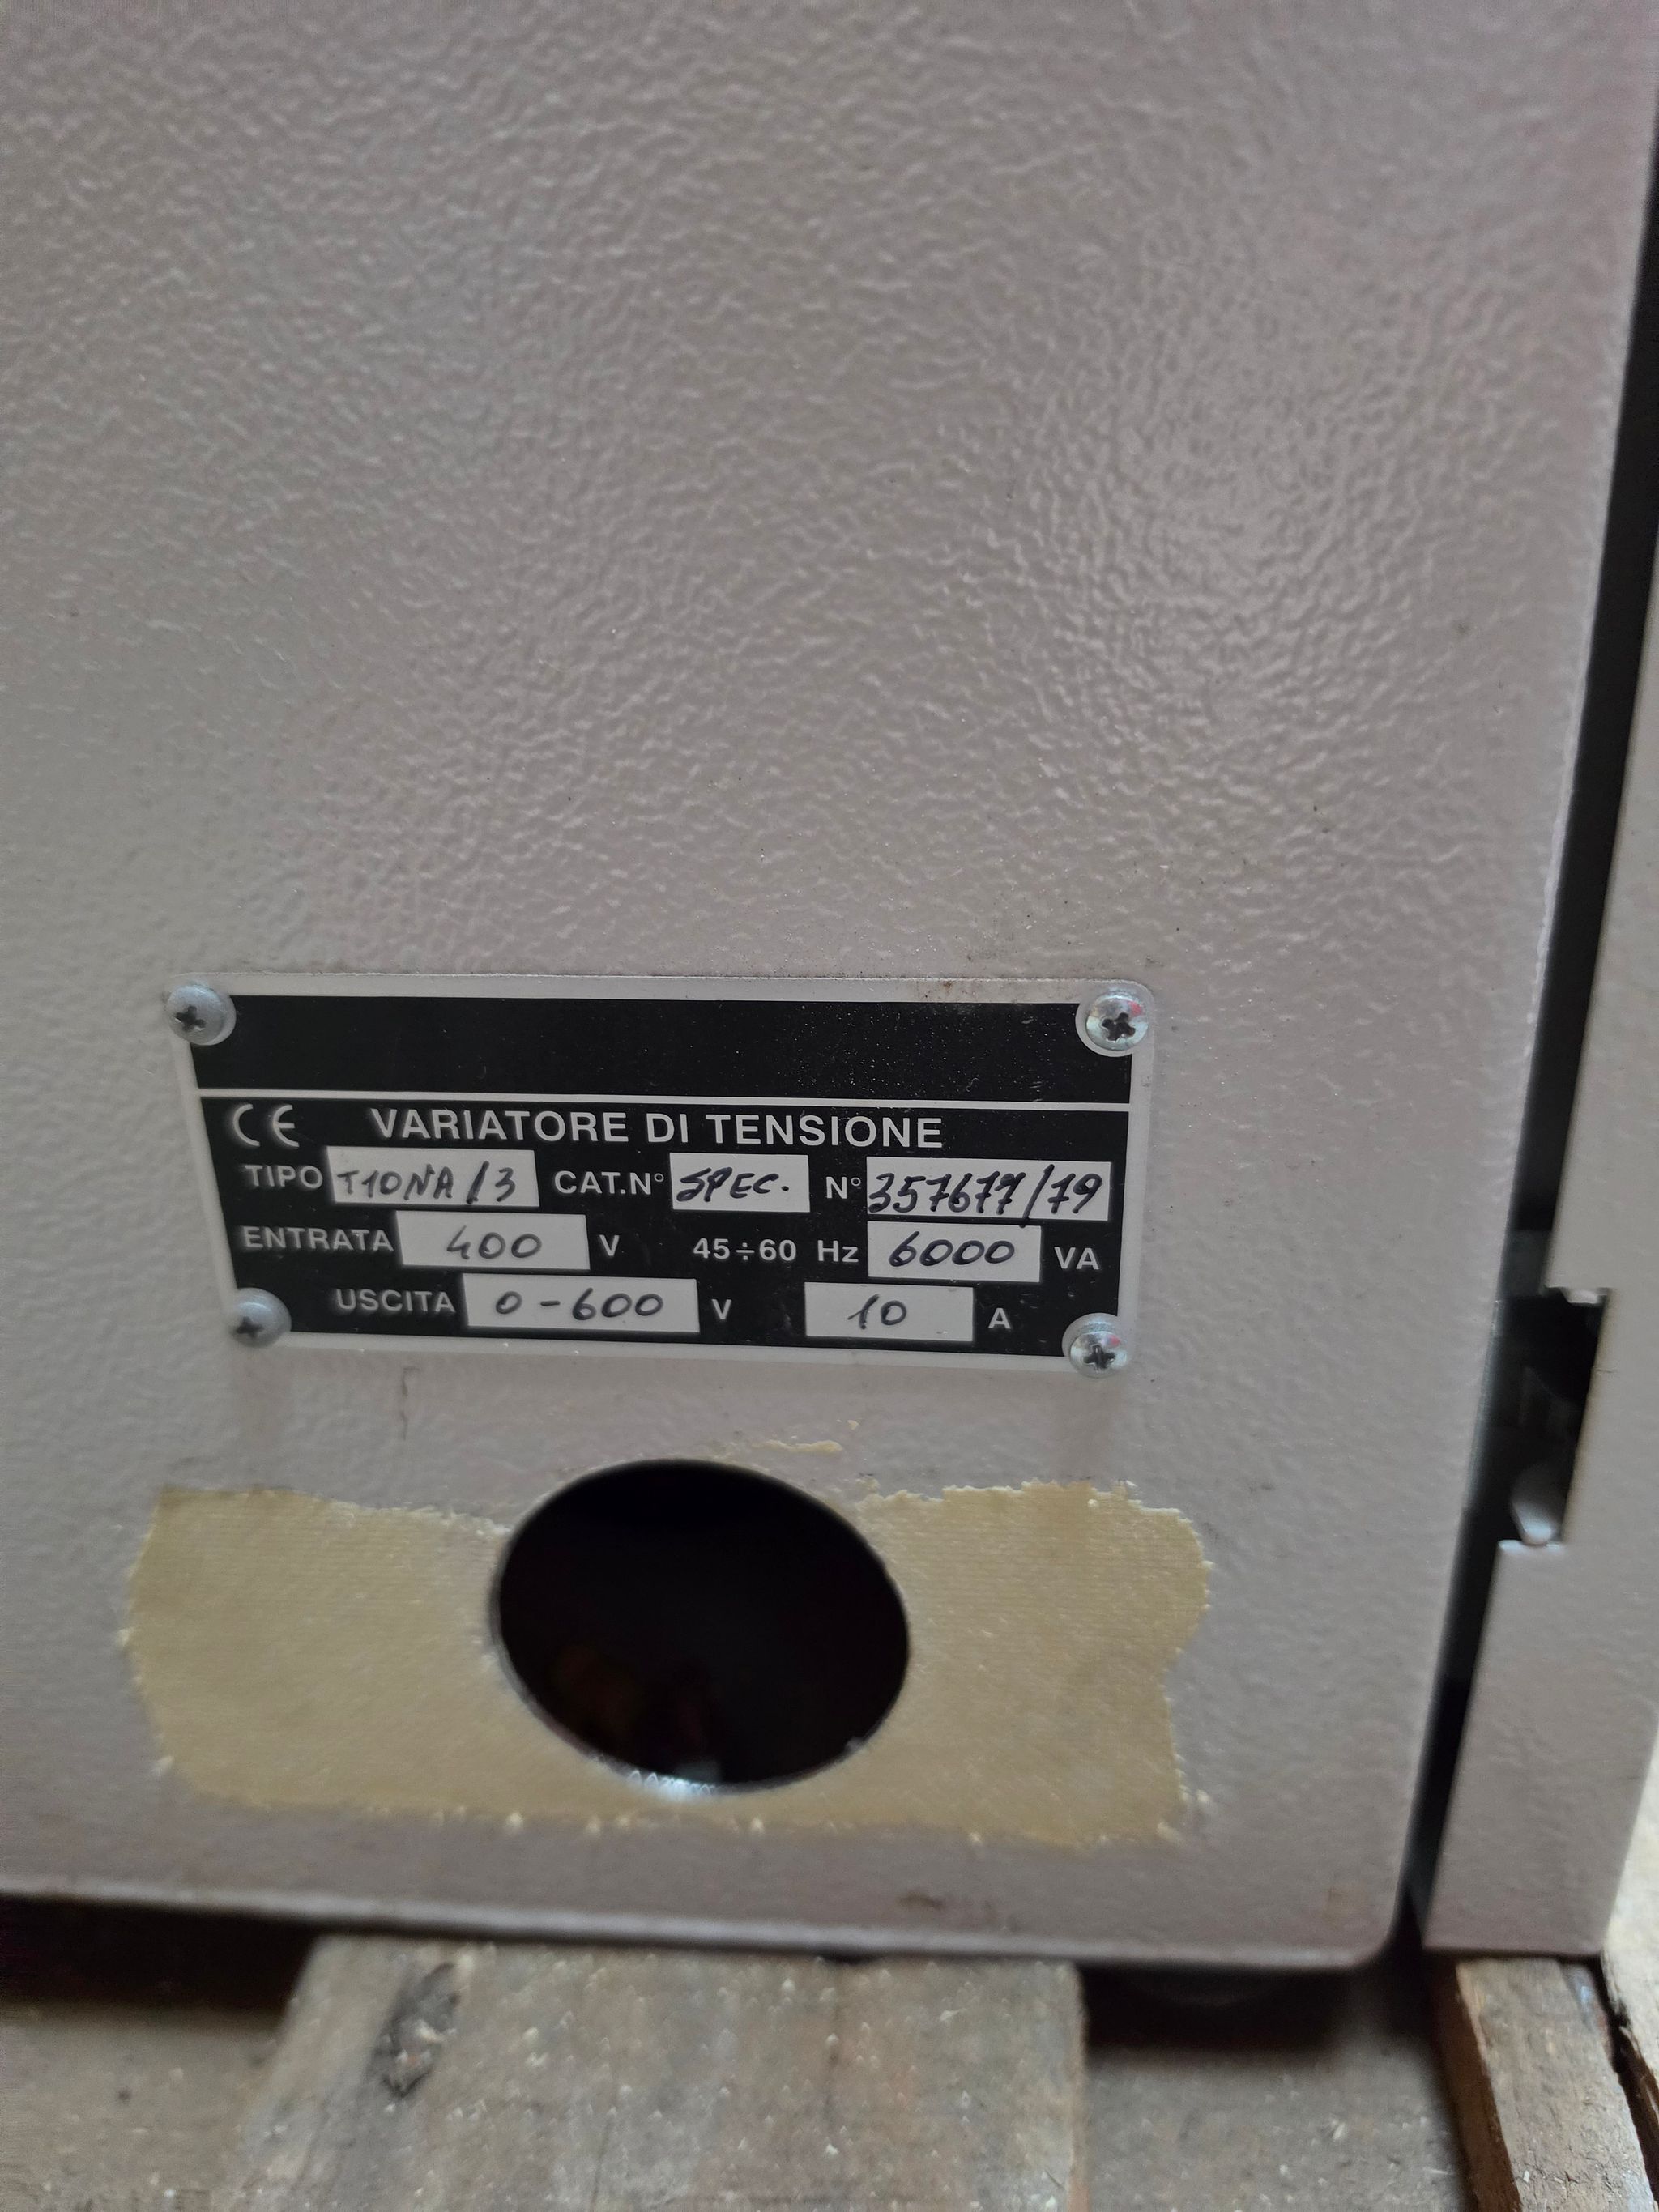 CE VARIATORE DI TENSIONE
TIPO T10NA/3 CAT.N° SPEC. N° 357677/79
ENTRATA 400 V 45÷60 Hz 6000 VA
USCITA 0-600 V 10 A